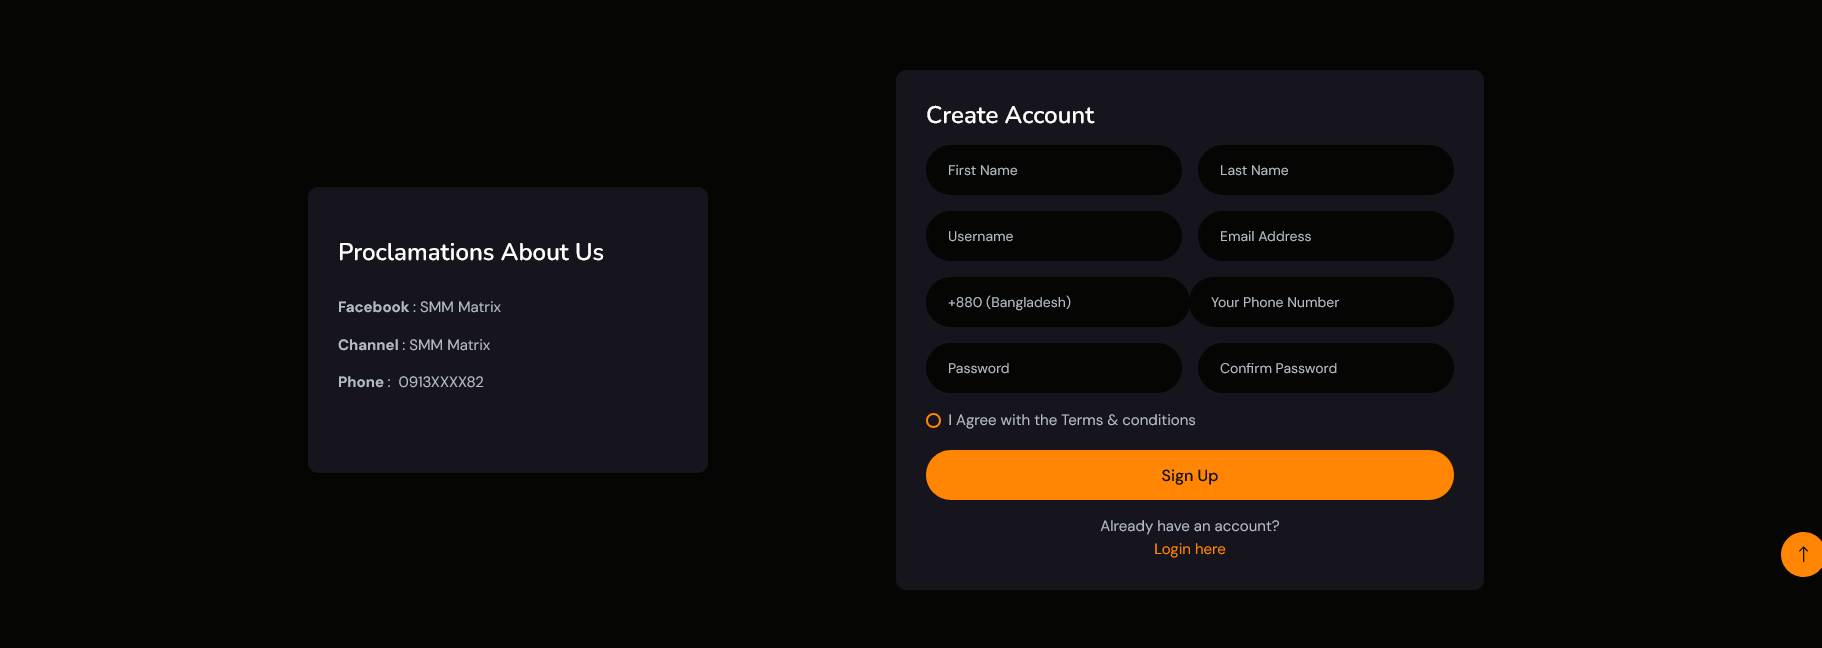 Proclamations About Us
Facebook : SMM Matrix
Channel : SMM Matrix
Phone :  0913XXXX82
Create Account
First Name
Last Name
Username
Email Address
+880 (Bangladesh)
Your Phone Number
Password
Confirm Password
I Agree with the Terms & conditions
Sign Up
Already have an account?
Login here